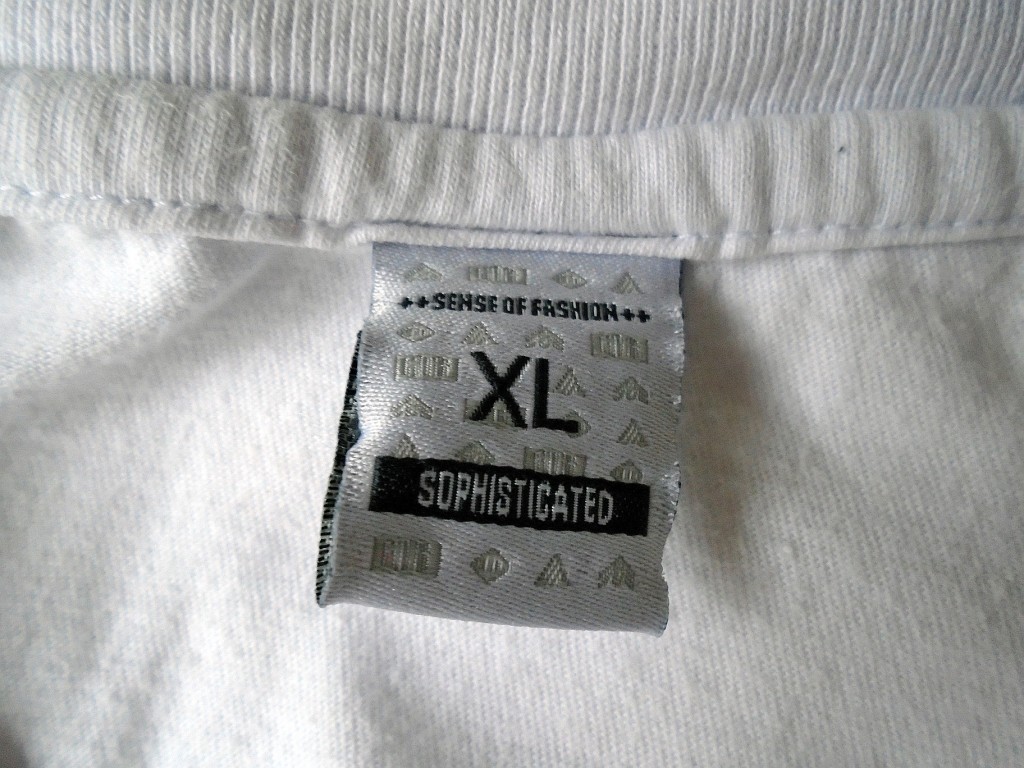 ++SENSE OF FASHION++
XL
SOPHISTICATED